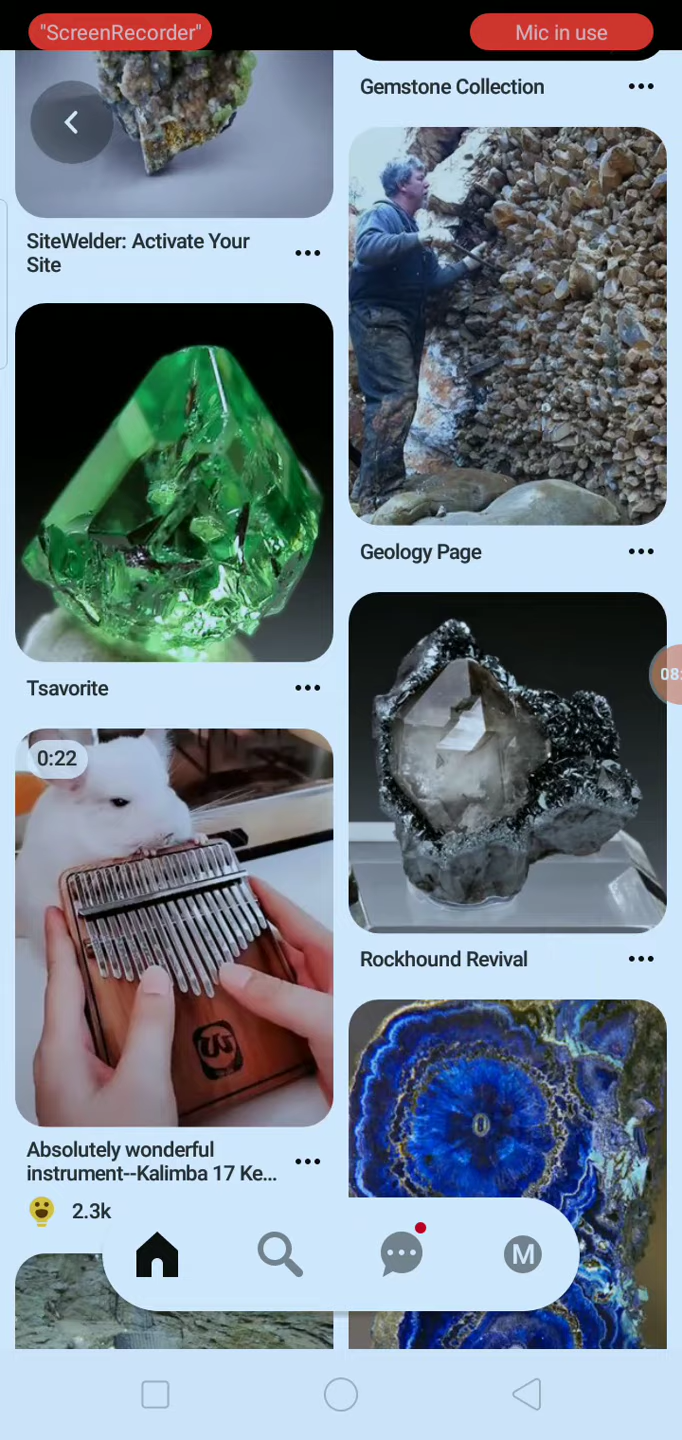 "ScreenRecorder"
Mic in use
Gemstone Collection
SiteWelder: Activate Your
Site
Geology Page
Tsavorite
0:22
08:
Rockhound Revival
Absolutely wonderful
instrument--Kalimba 17 Ke...
2.3k
M